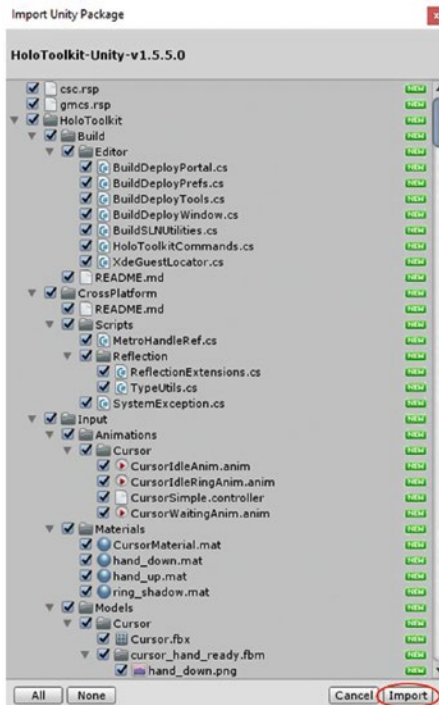 Import Unity Package
x
HoloToolkit-Unity-v1.5.5.0
csc.rsp NEW
gmcs.rsp NEW
HoloToolkit NEW
Build NEW
Editor NEW
BuildDeployPortal.cs NEW
BuildDeployPrefs.cs NEW
BuildDeployTools.cs NEW
BuildDeployWindow.cs NEW
BuildSLNUtilities.cs NEW
HoloToolkitCommands.cs NEW
XdeGuestLocator.cs NEW
README.md NEW
CrossPlatform NEW
README.md NEW
Scripts NEW
MetroHandleRef.cs NEW
Reflection NEW
ReflectionExtensions.cs NEW
TypeUtils.cs NEW
SystemException.cs NEW
Input NEW
Animations NEW
Cursor NEW
CursorIdleAnim.anim NEW
CursorIdleRingAnim.anim NEW
CursorSimple.controller NEW
CursorWaitingAnim.anim NEW
Materials NEW
CursorMaterial.mat NEW
hand_down.mat NEW
hand_up.mat NEW
ring_shadow.mat NEW
Models NEW
Cursor NEW
Cursor.fbx NEW
cursor_hand_ready.fbm NEW
hand_down.png NEW
All None Cancel Import